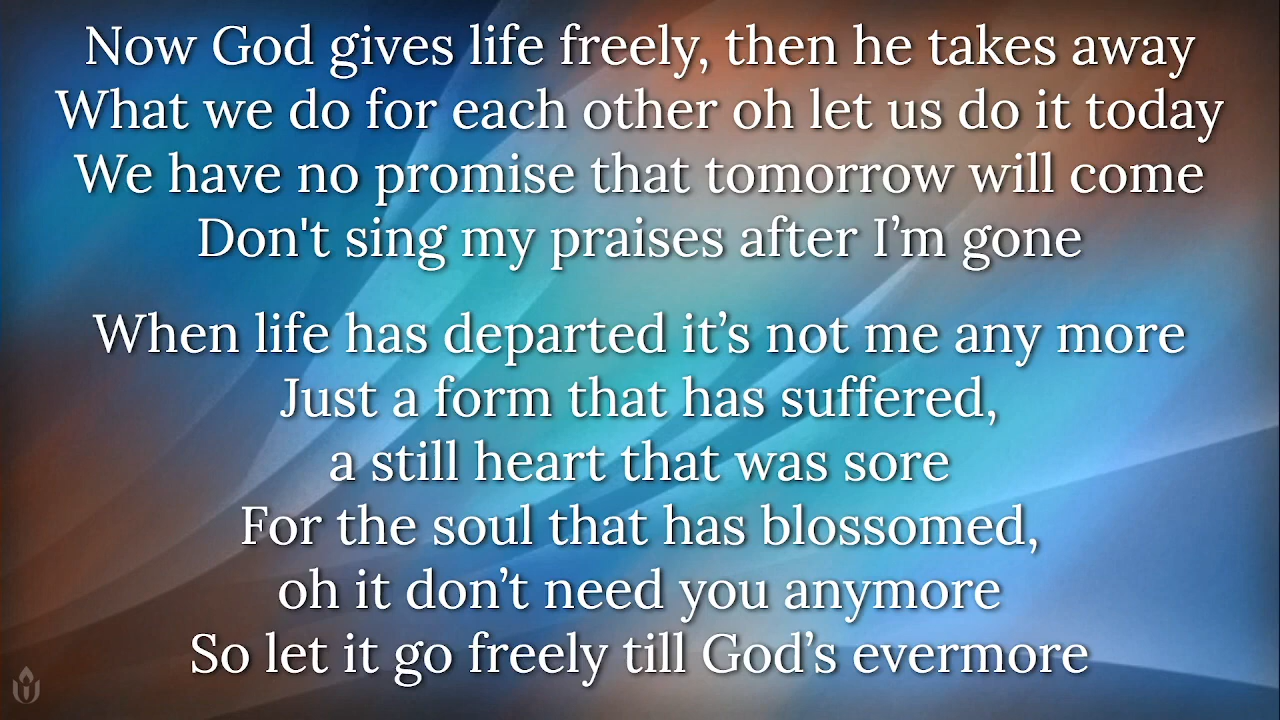 Now God gives life freely, then he takes away
What we do for each other oh let us do it today
We have no promise that tomorrow will come
Don't sing my praises after I’m gone
When life has departed it’s not me any more
Just a form that has suffered,
a still heart that was sore
For the soul that has blossomed,
oh it don’t need you anymore
So let it go freely till God’s evermore